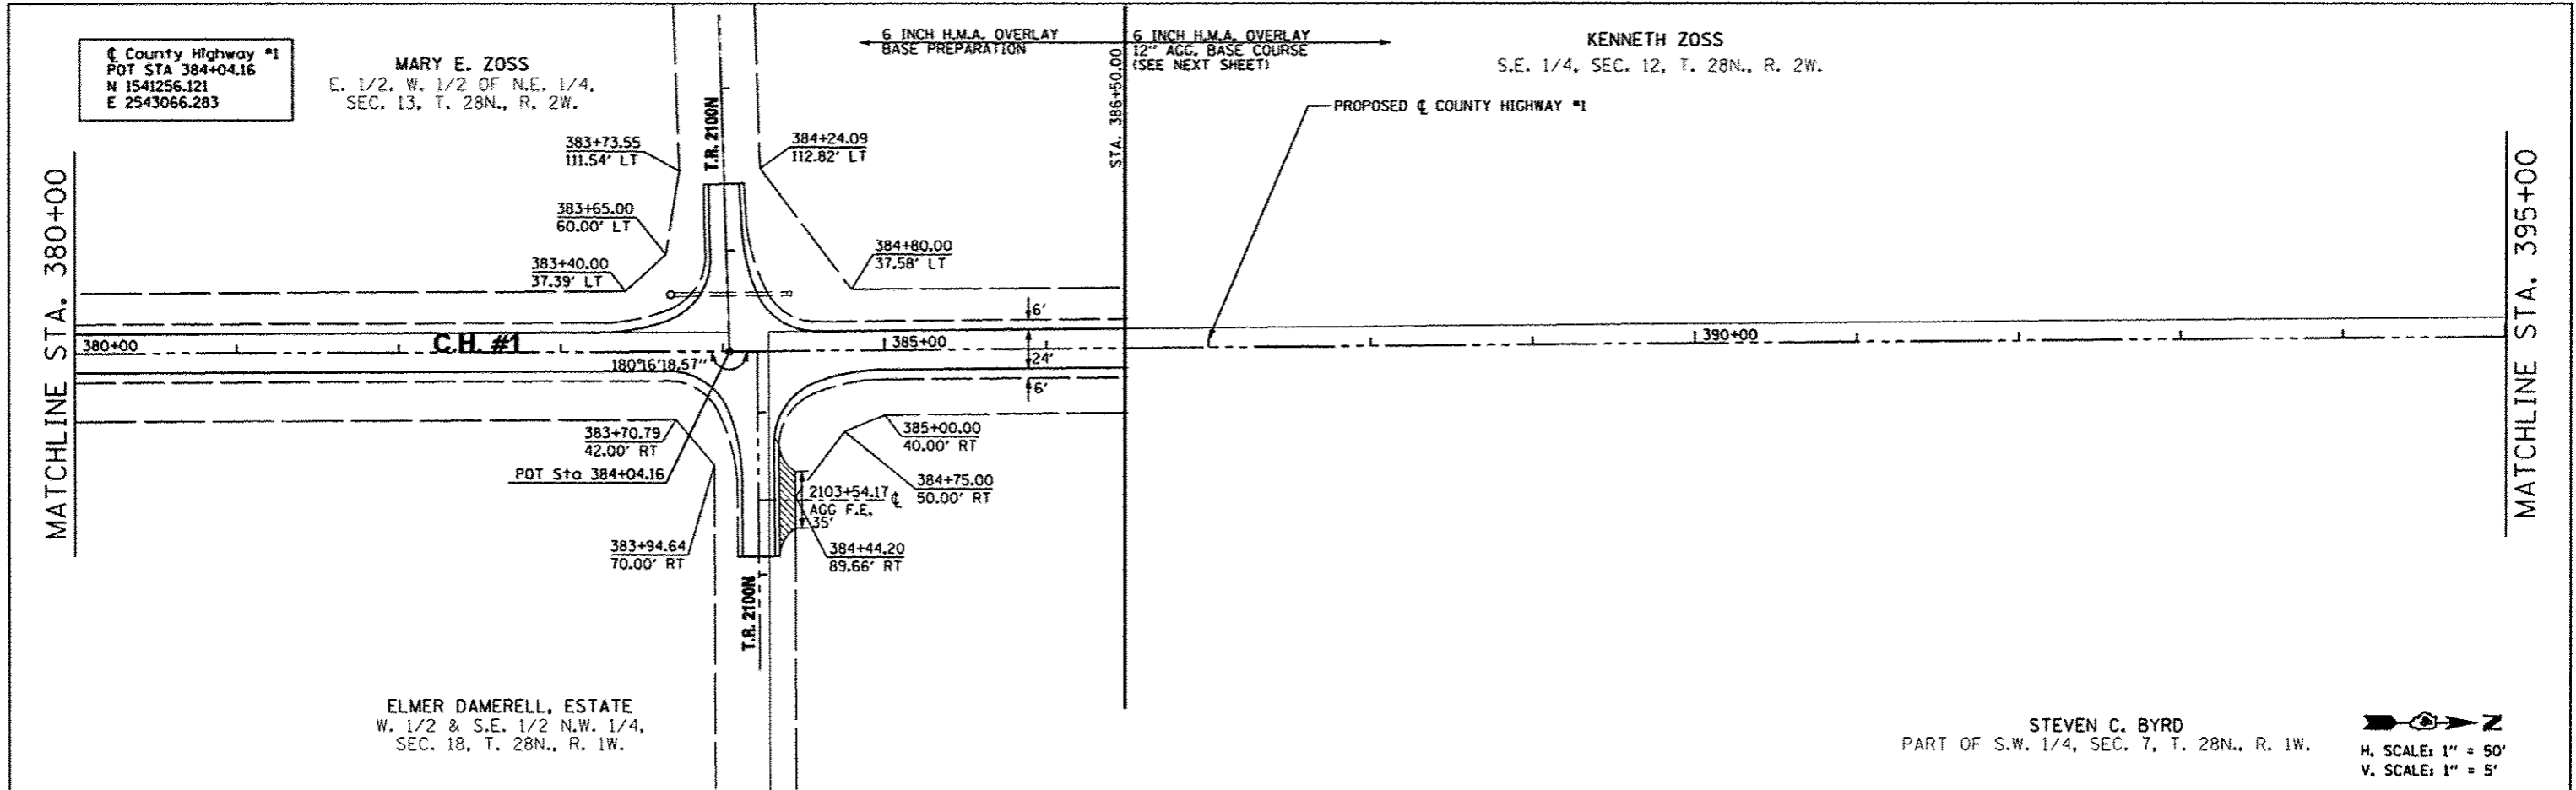 ℄ County Highway #1
POT STA 384+04.16
N 1541256.121
E 2543066.283
MARY E. ZOSS
E. 1/2, W. 1/2 OF N.E. 1/4,
SEC. 13, T. 28N., R. 2W.
6 INCH H.M.A. OVERLAY
BASE PREPARATION
6 INCH H.M.A. OVERLAY
12" AGG. BASE COURSE
(SEE NEXT SHEET)
STA. 386+50.00
KENNETH ZOSS
S.E. 1/4, SEC. 12, T. 28N., R. 2W.
PROPOSED ℄ COUNTY HIGHWAY #1
T.R. 2100N
383+73.55
111.54' LT
384+24.09
112.82' LT
383+65.00
60.00' LT
383+40.00
37.39' LT
384+80.00
37.58' LT
MATCHLINE STA. 380+00
MATCHLINE STA. 395+00
380+00
C.H. #1
385+00
390+00
6'
24'
6'
180°16'18.57"
383+70.79
42.00' RT
POT Sta 384+04.16
385+00.00
40.00' RT
384+75.00
50.00' RT
2103+54.17 ℄
AGG F.E.
35'
383+94.64
70.00' RT
384+44.20
89.66' RT
T.R. 2100N
ELMER DAMERELL, ESTATE
W. 1/2 & S.E. 1/2 N.W. 1/4,
SEC. 18, T. 28N., R. 1W.
STEVEN C. BYRD
PART OF S.W. 1/4, SEC. 7, T. 28N., R. 1W.
Z
H. SCALE: 1" = 50'
V. SCALE: 1" = 5'